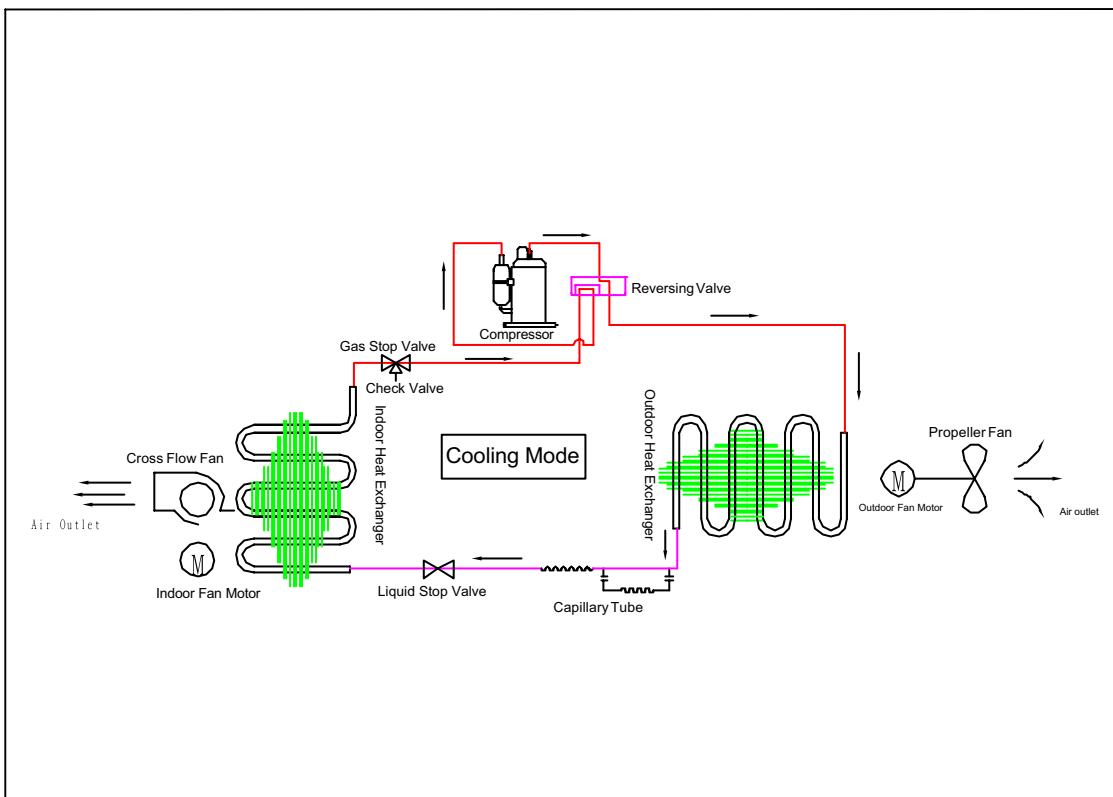 Reversing Valve
Compressor
Gas Stop Valve
Check Valve
Indoor Heat Exchanger
Outdoor Heat Exchanger
Cooling Mode
Cross Flow Fan
Propeller Fan
M
Outdoor Fan Motor
Air outlet
Air Outlet
M
Indoor Fan Motor
Liquid Stop Valve
Capillary Tube